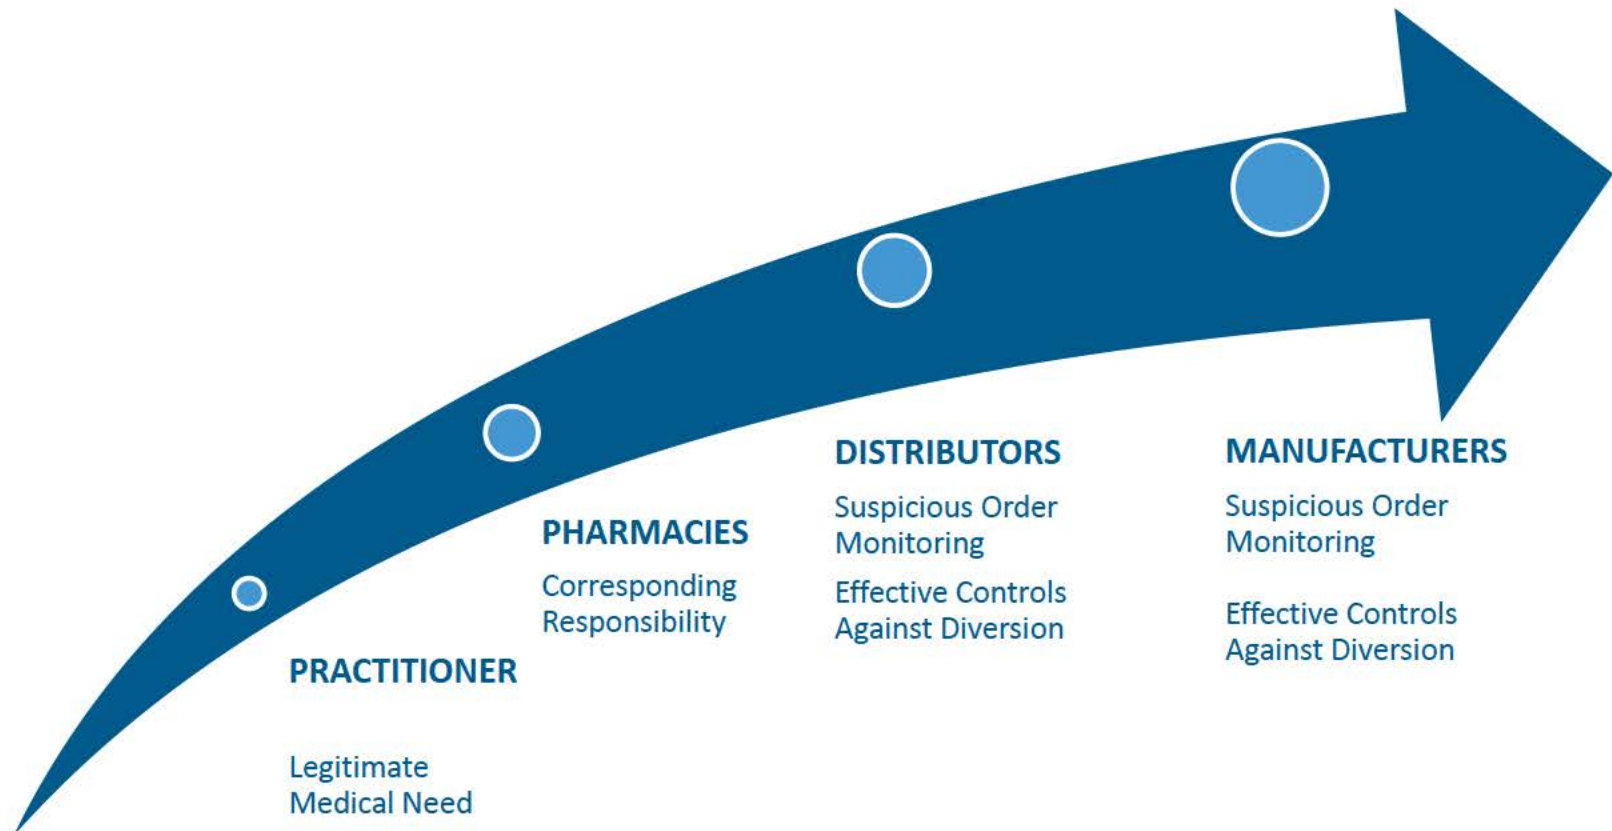 PRACTITIONER
Legitimate
Medical Need
PHARMACIES
Corresponding
Responsibility
DISTRIBUTORS
Suspicious Order
Monitoring
Effective Controls
Against Diversion
MANUFACTURERS
Suspicious Order
Monitoring
Effective Controls
Against Diversion